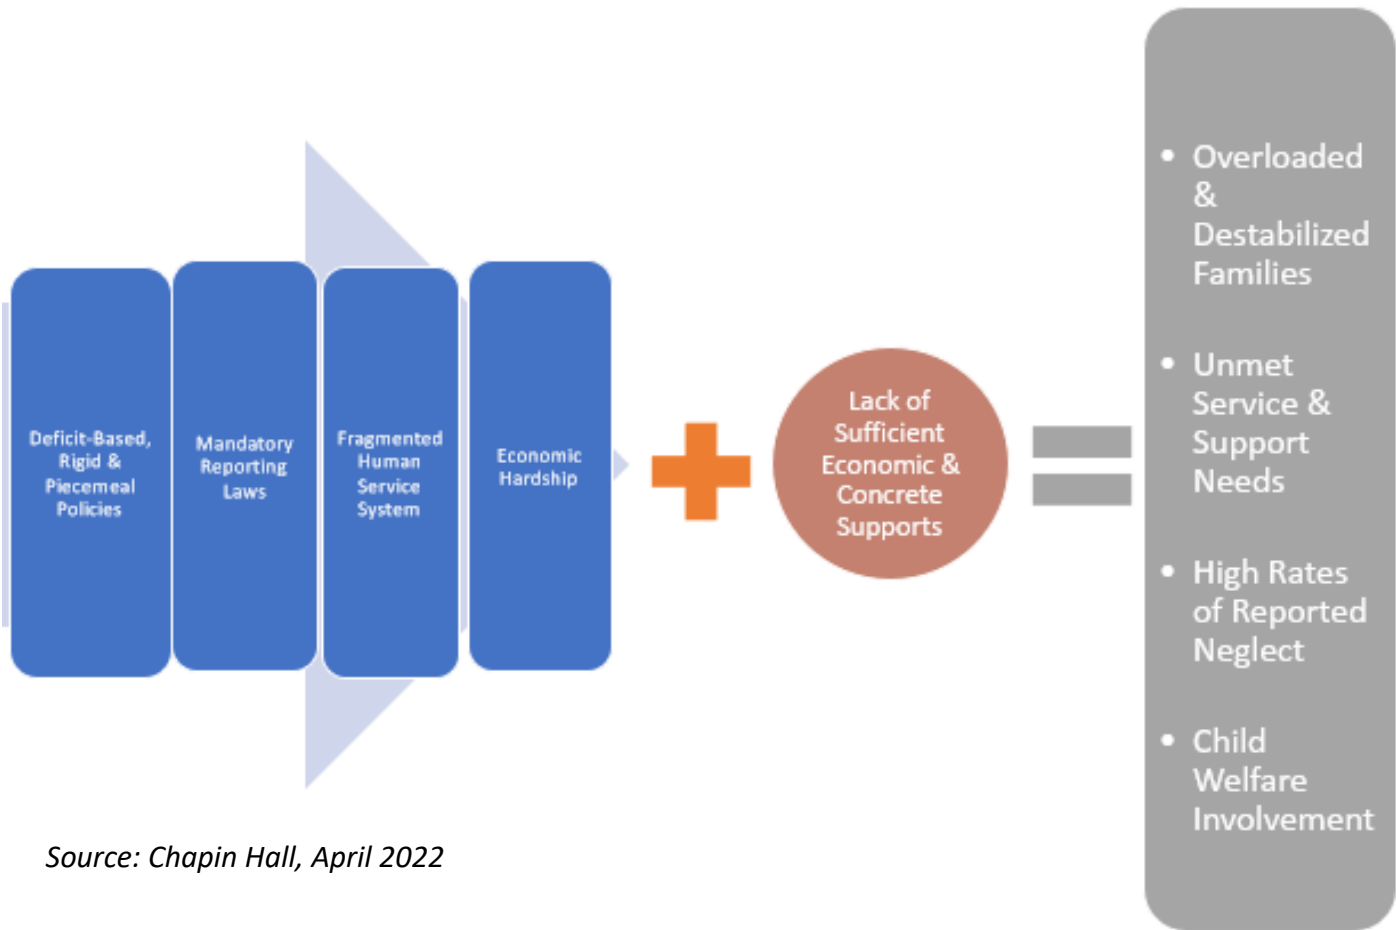 Deficit-Based,
Rigid &
Piecemeal
Policies
Mandatory
Reporting
Laws
Fragmented
Human
Service
System
Economic
Hardship
Lack of
Sufficient
Economic &
Concrete
Supports
• Overloaded
&
Destabilized
Families
• Unmet
Service &
Support
Needs
• High Rates
of Reported
Neglect
• Child
Welfare
Involvement
Source: Chapin Hall, April 2022